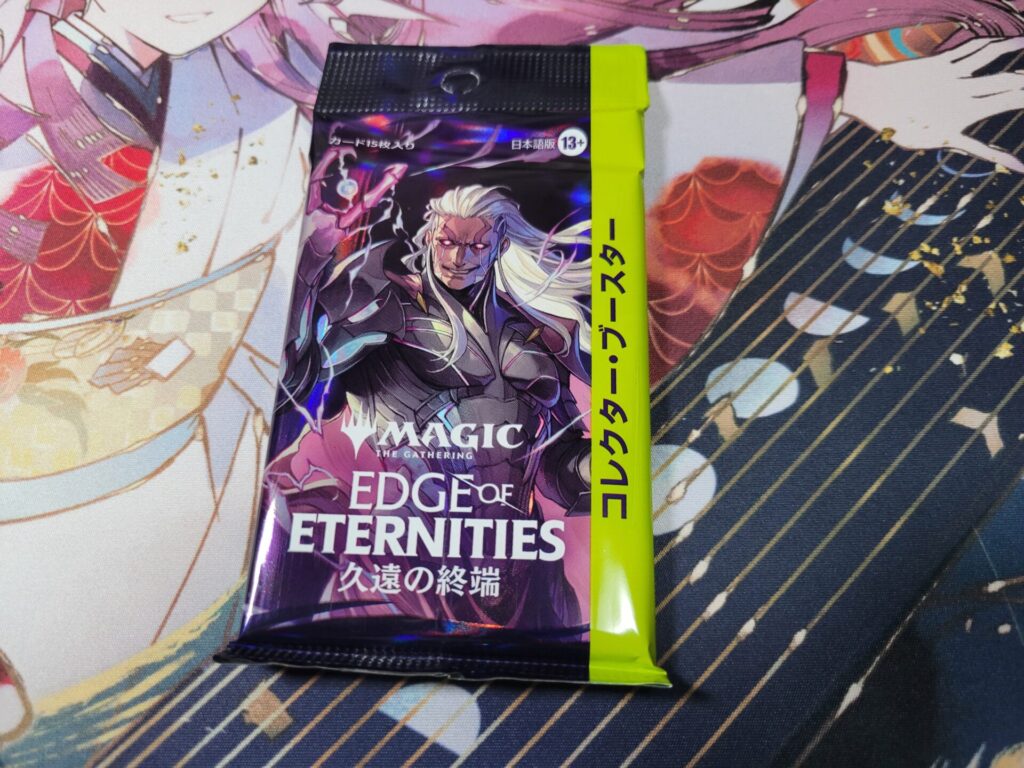 カード15枚入り
日本語版 13+
MAGIC
THE GATHERING
EDGE OF
ETERNITIES
久遠の終端
コレクター・ブースター